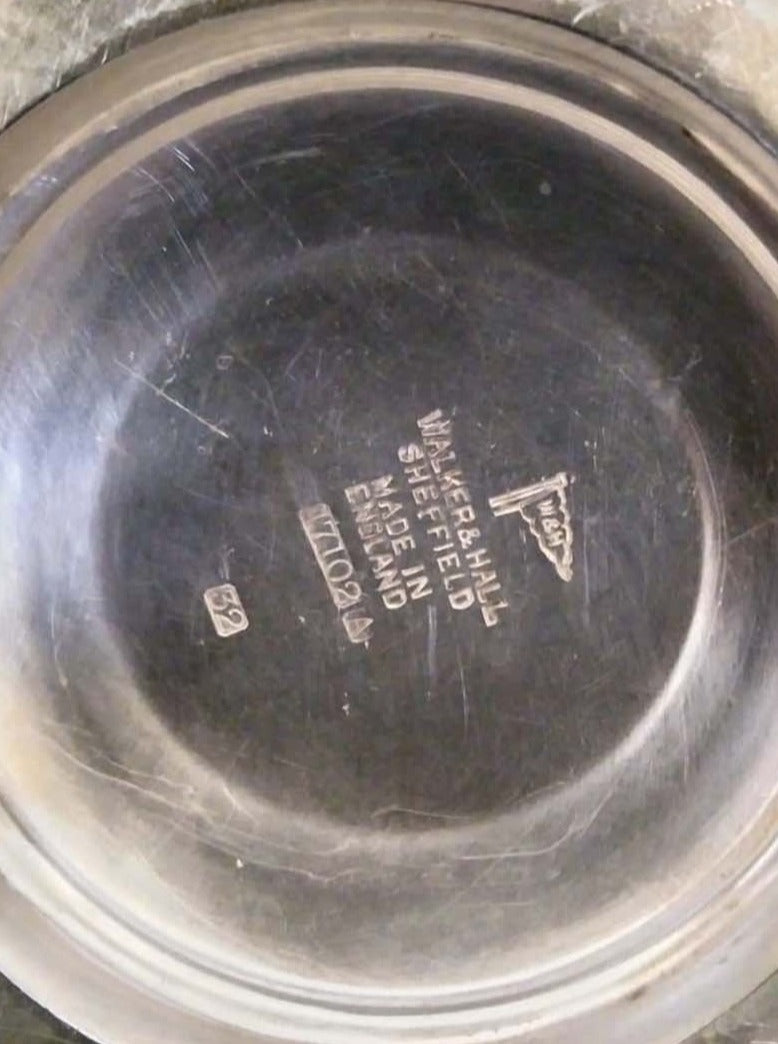 W&H
WALKER&HALL
SHEFFIELD
MADE IN
ENGLAND
52